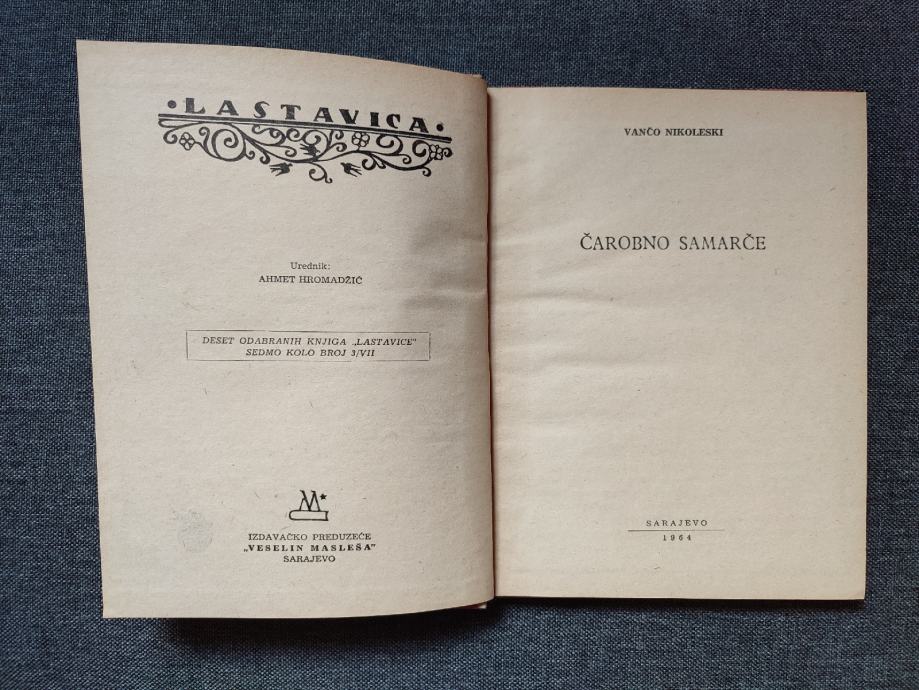 ·LASTAVICA·
Urednik:
AHMET HROMADŽIĆ
DESET ODABRANIH KNJIGA „LASTAVICE"
SEDMO KOLO BROJ 3/VII
M
IZDAVAČKO PREDUZEĆE
„VESELIN MASLEŠA"
SARAJEVO
VANČO NIKOLESKI
ČAROBNO SAMARČE
SARAJEVO
1964